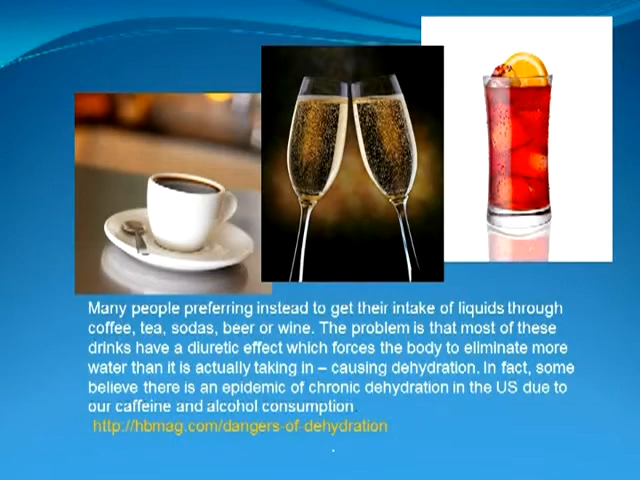 Many people preferring instead to get their intake of liquids through
coffee, tea, sodas, beer or wine. The problem is that most of these
drinks have a diuretic effect which forces the body to eliminate more
water than it is actually taking in – causing dehydration. In fact, some
believe there is an epidemic of chronic dehydration in the US due to
our caffeine and alcohol consumption.
http://hbmag.com/dangers-of-dehydration
.